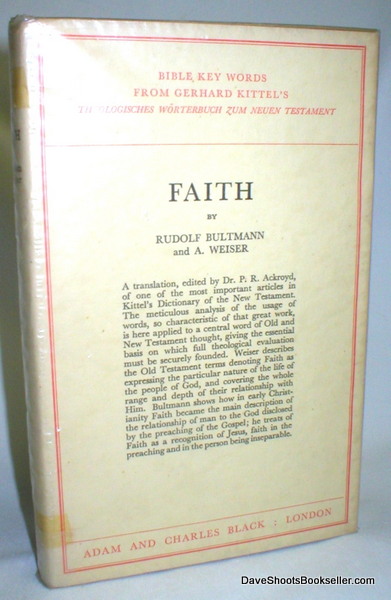 BIBLE KEY WORDS
FROM GERHARD KITTEL'S
THEOLOGISCHES WÖRTERBUCH ZUM NEUEN TESTAMENT
FAITH
BY
RUDOLF BULTMANN
and A. WEISER
A translation, edited by Dr. P. R. Ackroyd,
of one of the most important articles in
Kittel's Dictionary of the New Testament.
The meticulous analysis of the usage of
words, so characteristic of that great work,
is here applied to a central word of Old and
New Testament thought, giving the essential
basis on which full theological evaluation
must be securely founded. Weiser describes
the Old Testament terms denoting Faith as
expressing the particular nature of the life of
the people of God, and covering the whole
range and depth of their relationship with
Him. Bultmann shows how in early Christ-
ianity Faith became the main description of
the relationship of man to the God disclosed
by the preaching of the Gospel; he treats of
Faith as a recognition of Jesus, faith in the
preaching and in the person being inseparable.
ADAM AND CHARLES BLACK : LONDON
DaveShootsBookseller.com